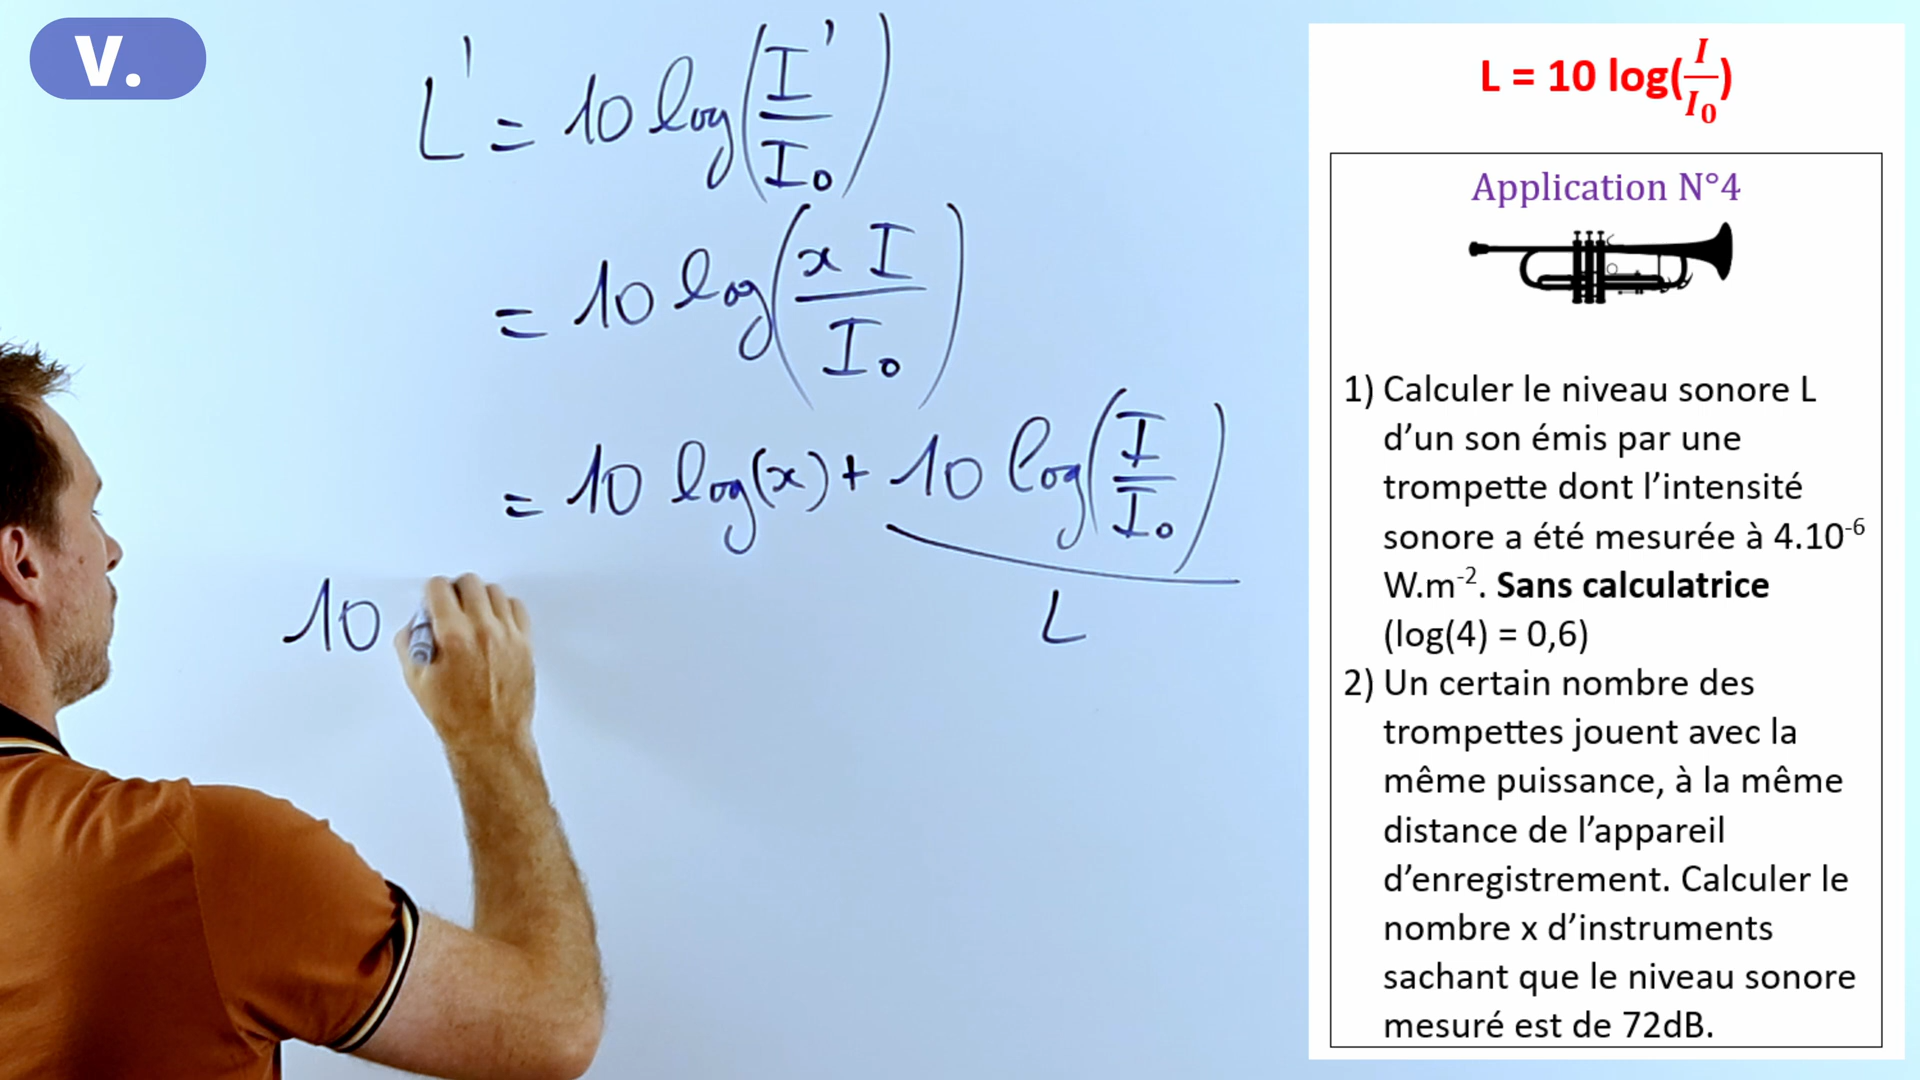 V.
L' = 10 log(I'/I₀)
= 10 log(x I/I₀)
= 10 log(x) + 10 log(I/I₀)
L
10
L = 10 log(I/I₀)
Application N°4
1) Calculer le niveau sonore L
d’un son émis par une
trompette dont l’intensité
sonore a été mesurée à 4.10⁻⁶
W.m⁻². Sans calculatrice
(log(4) = 0,6)
2) Un certain nombre des
trompettes jouent avec la
même puissance, à la même
distance de l’appareil
d’enregistrement. Calculer le
nombre x d’instruments
sachant que le niveau sonore
mesuré est de 72dB.